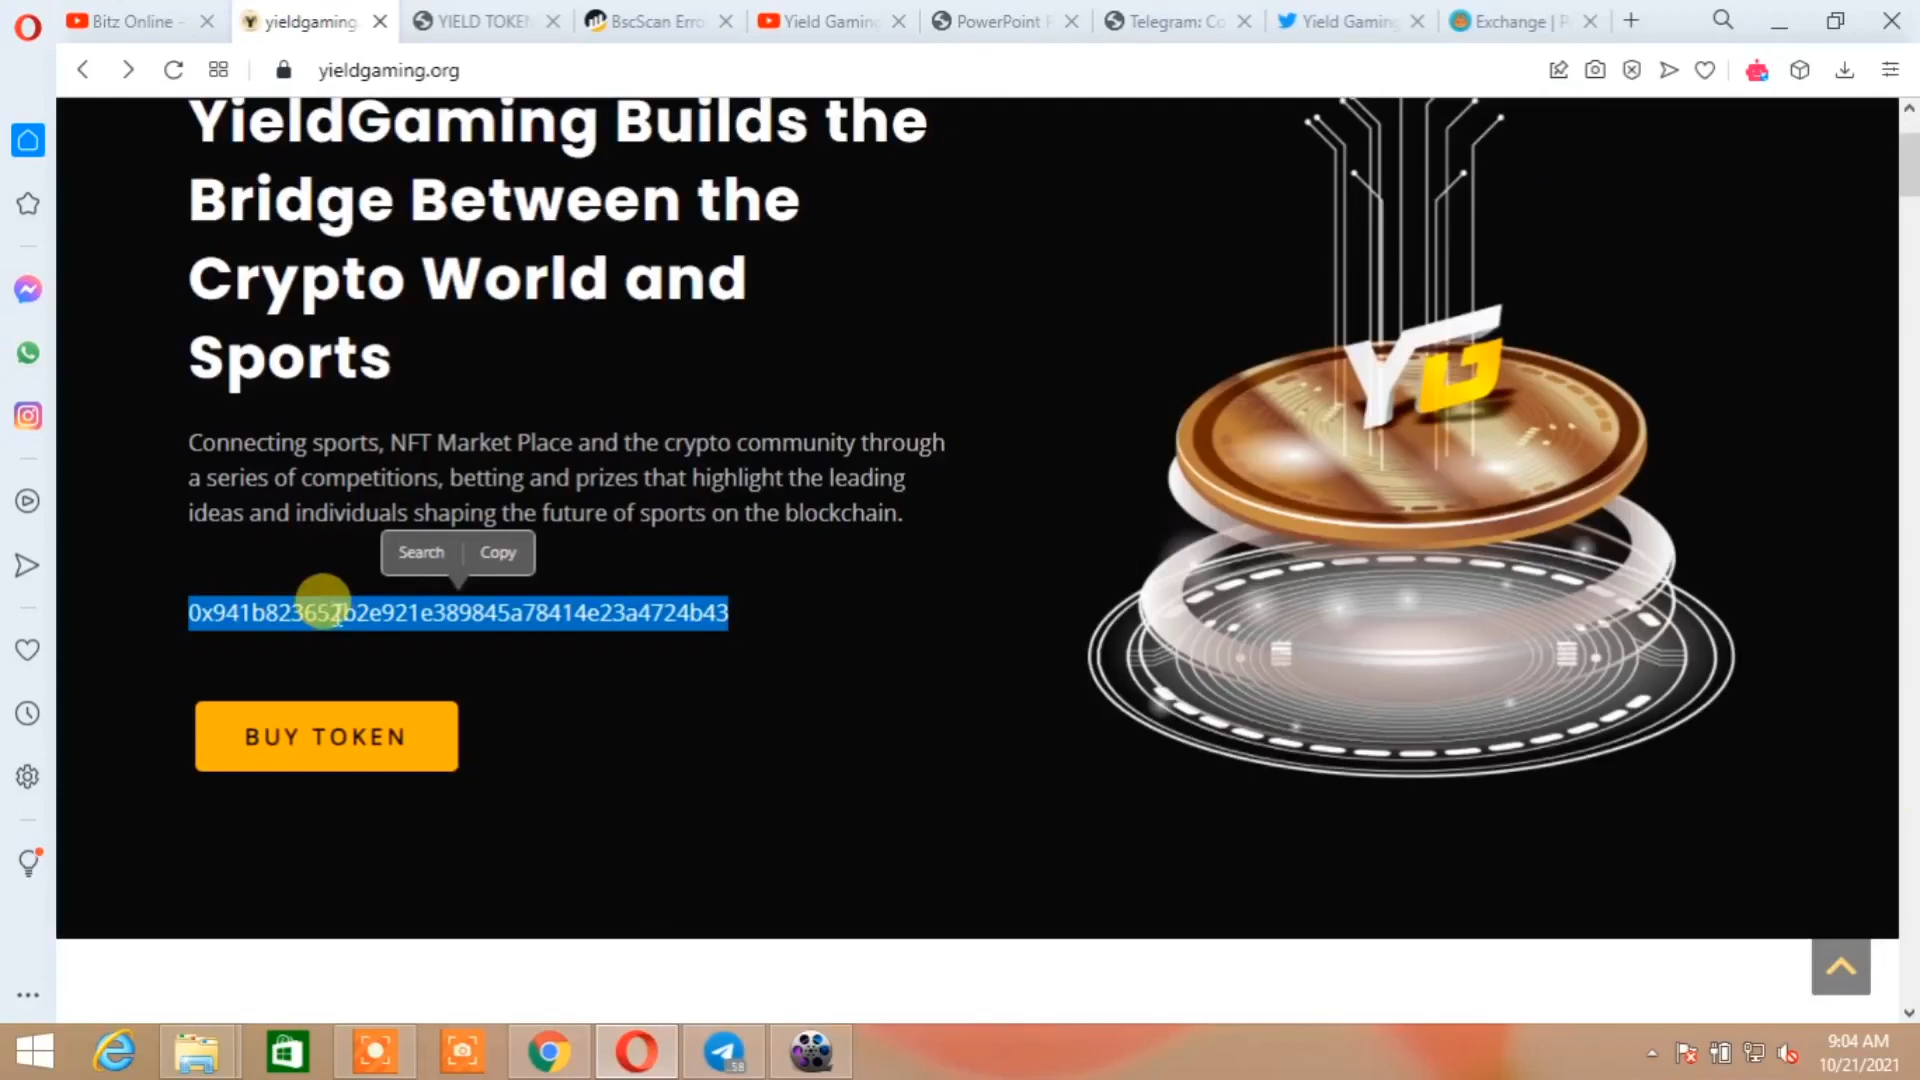 Bitz Online -
yieldgaming
YIELD TOKEN
BscScan Erro
Yield Gaming
PowerPoint P
Telegram: Co
Yield Gaming
Exchange | P
yieldgaming.org
YieldGaming Builds the
Bridge Between the
Crypto World and
Sports
Connecting sports, NFT Market Place and the crypto community through
a series of competitions, betting and prizes that highlight the leading
ideas and individuals shaping the future of sports on the blockchain.
Search Copy
0x941b823652b2e921e389845a78414e23a4724b43
BUY TOKEN
YG
58
9:04 AM
10/21/2021